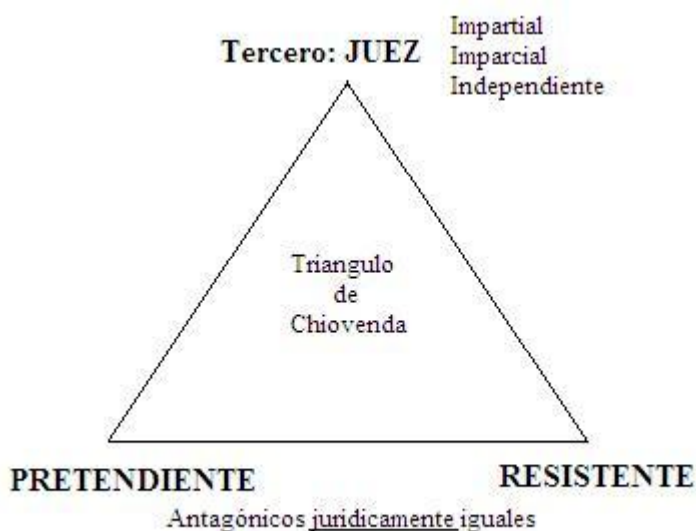 Impartial
Tercero: JUEZ
Imparcial
Independiente
Triangulo
de
Chiovenda
PRETENDIENTE
RESISTENTE
Antagónicos juridicamente iguales